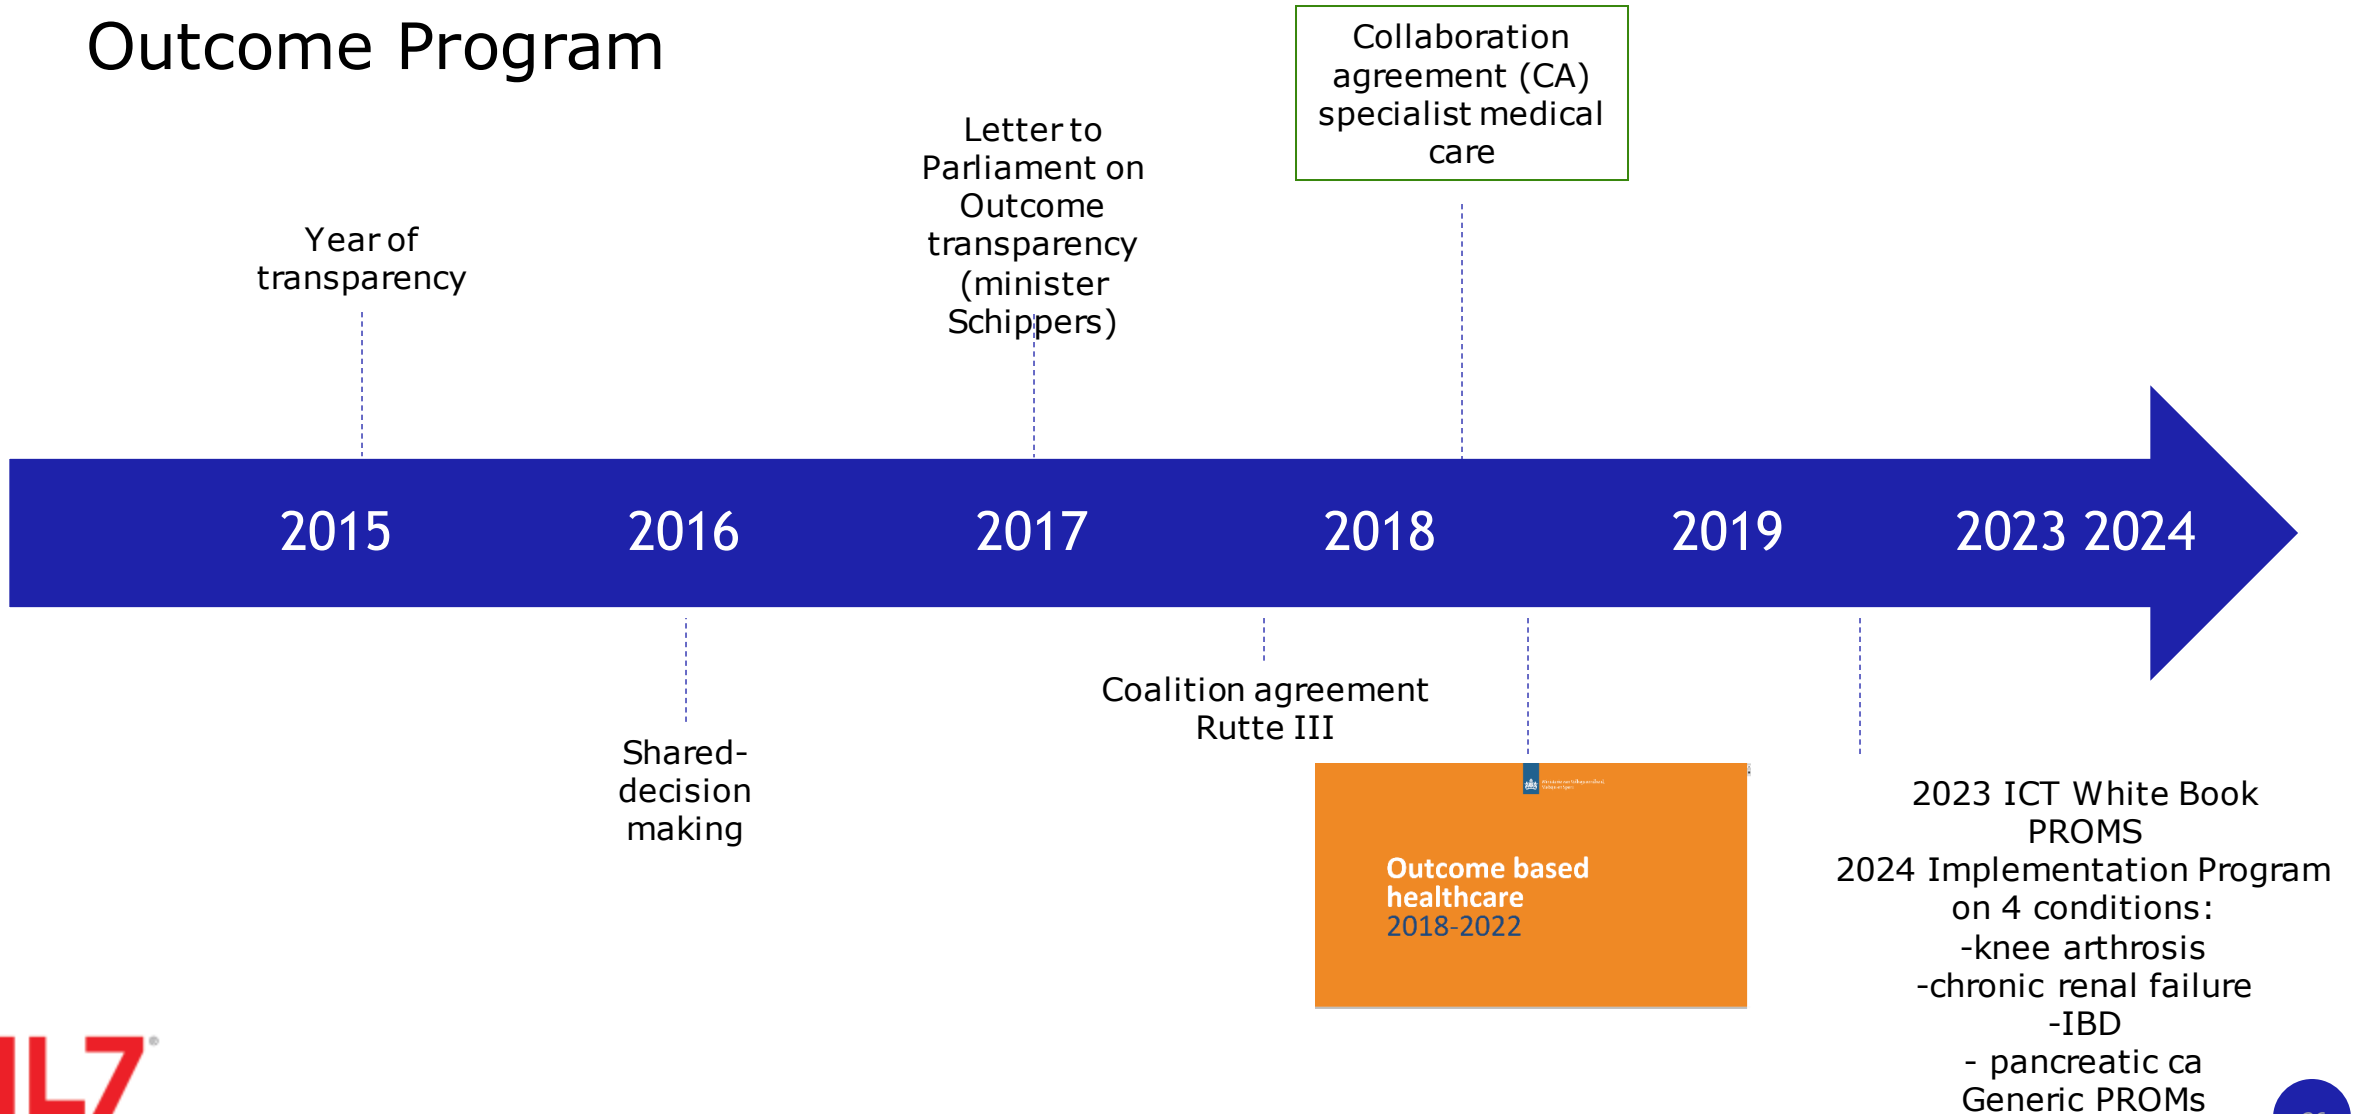 Outcome Program
Collaboration
agreement (CA)
specialist medical
care
Letter to
Parliament on
Outcome
transparency
(minister
Schippers)
Year of
transparency
2015
2016
2017
2018
2019
2023 2024
Coalition agreement
Rutte III
Shared-
decision
making
Outcome based
healthcare
2018-2022
2023 ICT White Book
PROMS
2024 Implementation Program
on 4 conditions:
-knee arthrosis
-chronic renal failure
-IBD
- pancreatic ca
Generic PROMs
L7®